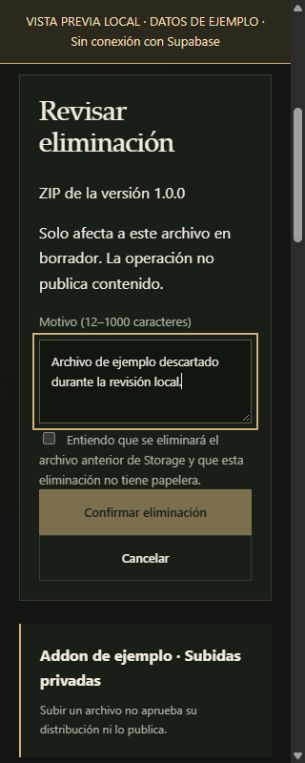 VISTA PREVIA LOCAL · DATOS DE EJEMPLO ·
Sin conexión con Supabase
Revisar
eliminación
ZIP de la versión 1.0.0
Solo afecta a este archivo en
borrador. La operación no
publica contenido.
Motivo (12–1000 caracteres)
Archivo de ejemplo descartado
durante la revisión local.
Entiendo que se eliminará el
archivo anterior de Storage y que esta
eliminación no tiene papelera.
Confirmar eliminación
Cancelar
Addon de ejemplo · Subidas
privadas
Subir un archivo no aprueba su
distribución ni lo publica.